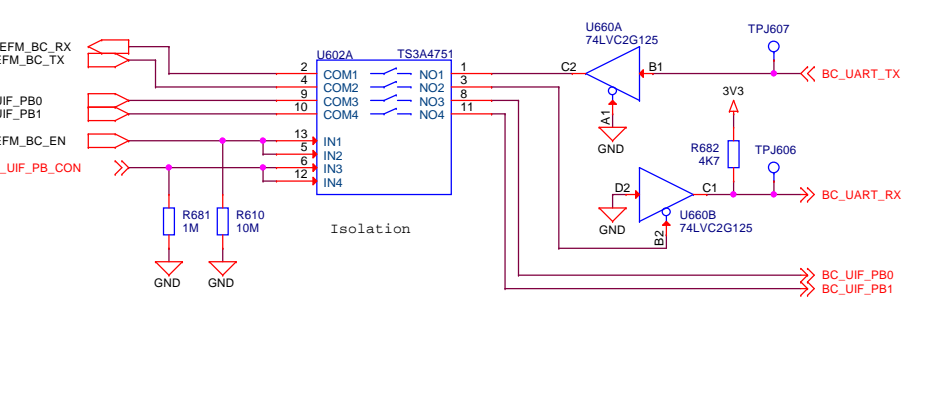 U660A
74LVC2G125
TPJ607
EFM_BC_RX
EFM_BC_TX
U602A TS3A4751
2 COM1 NO1 1
4 COM2 NO2 3
9 COM3 NO3 8
10 COM4 NO4 11
C2 B1
BC_UART_TX
A1
GND
3V3
UIF_PB0
UIF_PB1
EFM_BC_EN
13 IN1
5 IN2
6 IN3
12 IN4
_UIF_PB_CON
R682
4K7
TPJ606
D2 C1
BC_UART_RX
GND
B2
U660B
74LVC2G125
R681
1M
R610
10M
Isolation
GND
GND
BC_UIF_PB0
BC_UIF_PB1